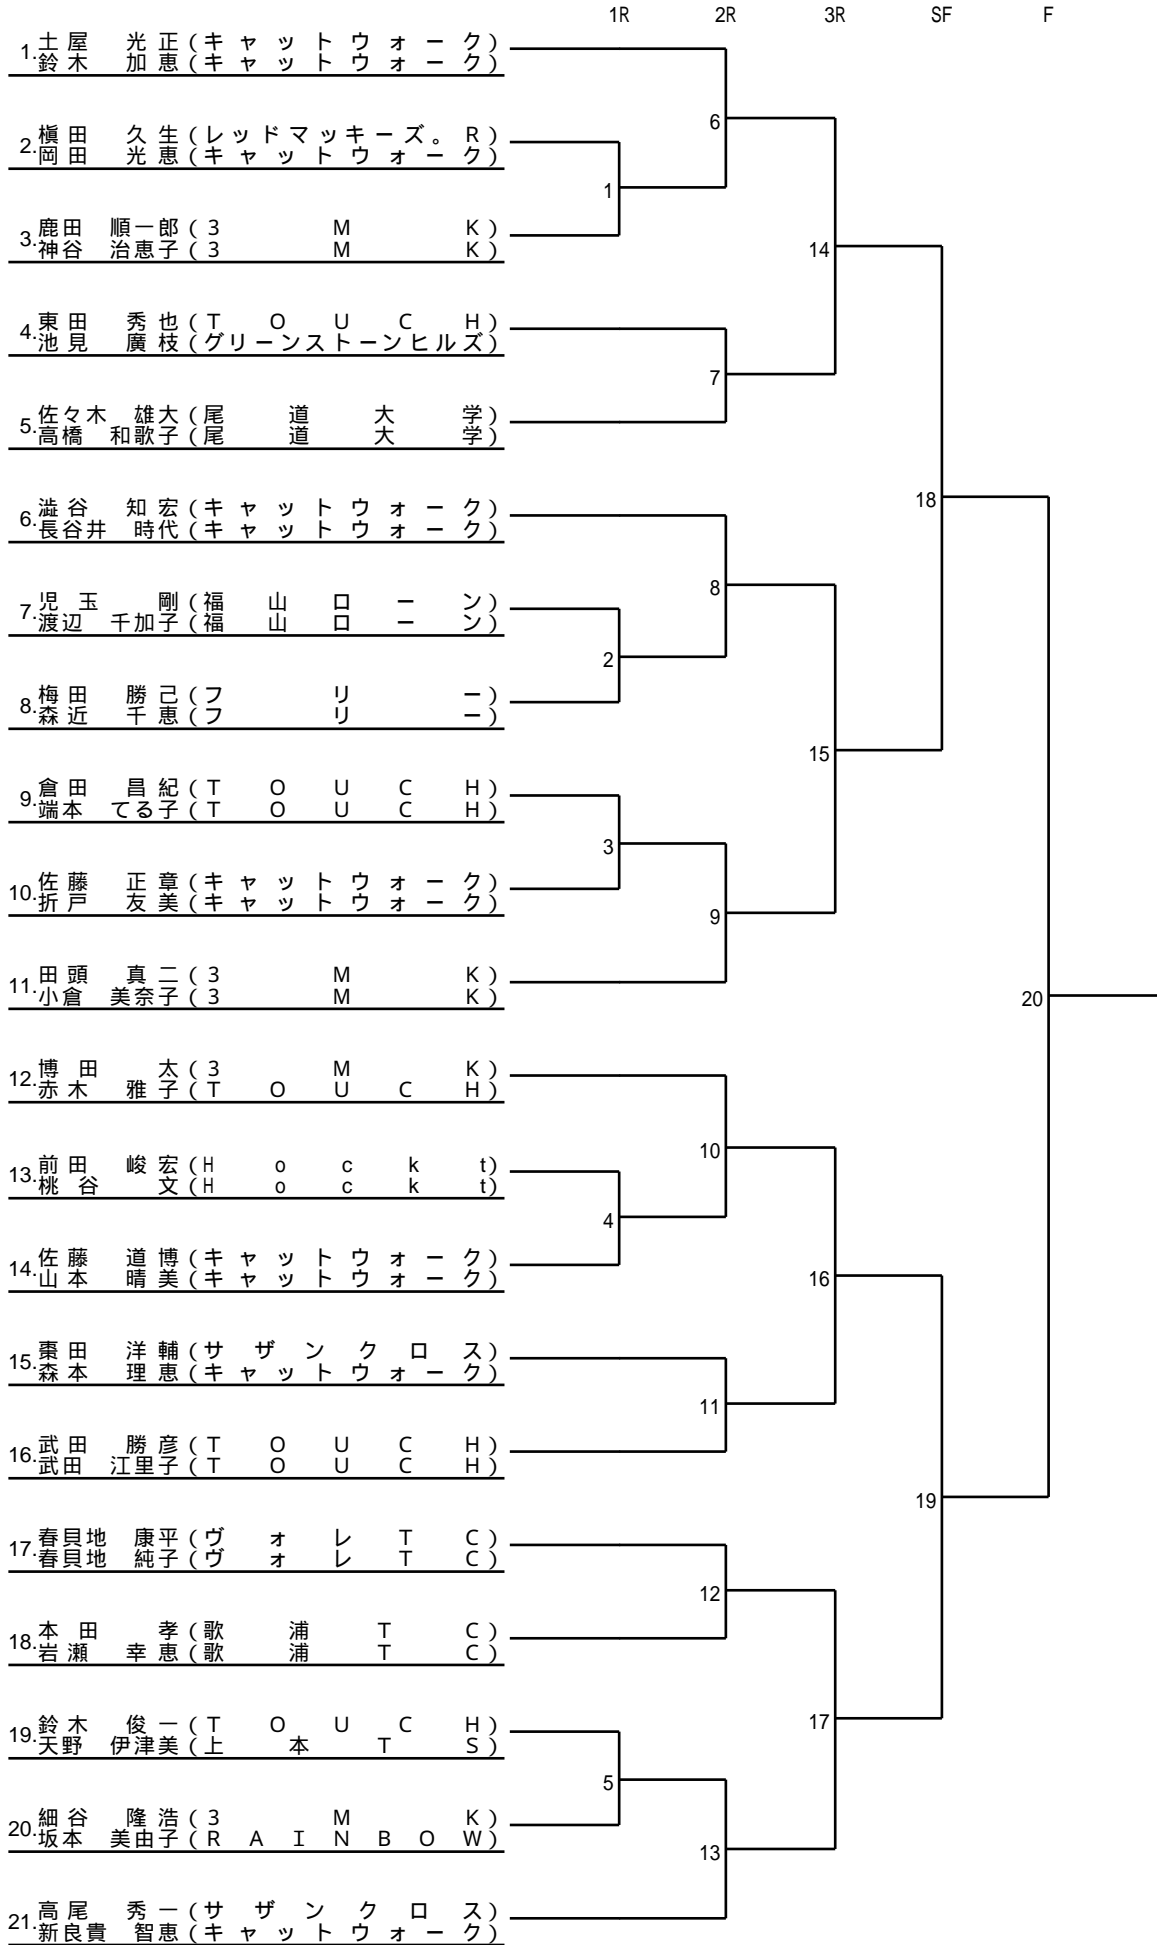 1R 2R 3R SF F
1. 土屋 光正(キャットウォーク)
鈴木 加恵(キャットウォーク)
6
2. 槇田 久生(レッドマッキーズ。R)
岡田 光恵(キャットウォーク)
1
3. 鹿田 順一郎(3MK)
神谷 治恵子(3MK)
14
4. 東田 秀也(TOUCH)
池見 廣枝(グリーンストーンヒルズ)
7
5. 佐々木 雄大(尾道大学)
高橋 和歌子(尾道大学)
18
6. 澁谷 知宏(キャットウォーク)
長谷井 時代(キャットウォーク)
8
7. 児玉 剛(福山ローン)
渡辺 千加子(福山ローン)
2
8. 梅田 勝己(フリー)
森近 千恵(フリー)
15
9. 倉田 昌紀(TOUCH)
端本 てる子(TOUCH)
3
10. 佐藤 正章(キャットウォーク)
折戸 友美(キャットウォーク)
9
11. 田頭 真二(3MK)
小倉 美奈子(3MK)
20
12. 博田 太(3MK)
赤木 雅子(TOUCH)
10
13. 前田 峻宏(Hockt)
桃谷 文(Hockt)
4
14. 佐藤 道博(キャットウォーク)
山本 晴美(キャットウォーク)
16
15. 棗田 洋輔(サザンクロス)
森本 理恵(キャットウォーク)
11
16. 武田 勝彦(TOUCH)
武田 江里子(TOUCH)
19
17. 春貝地 康平(ヴォレTC)
春貝地 純子(ヴォレTC)
12
18. 本田 孝(歌浦TC)
岩瀬 幸恵(歌浦TC)
17
19. 鈴木 俊一(TOUCH)
天野 伊津美(上本TS)
5
20. 細谷 隆浩(3MK)
坂本 美由子(RAINBOW)
13
21. 高尾 秀一(サザンクロス)
新良貴 智恵(キャットウォーク)